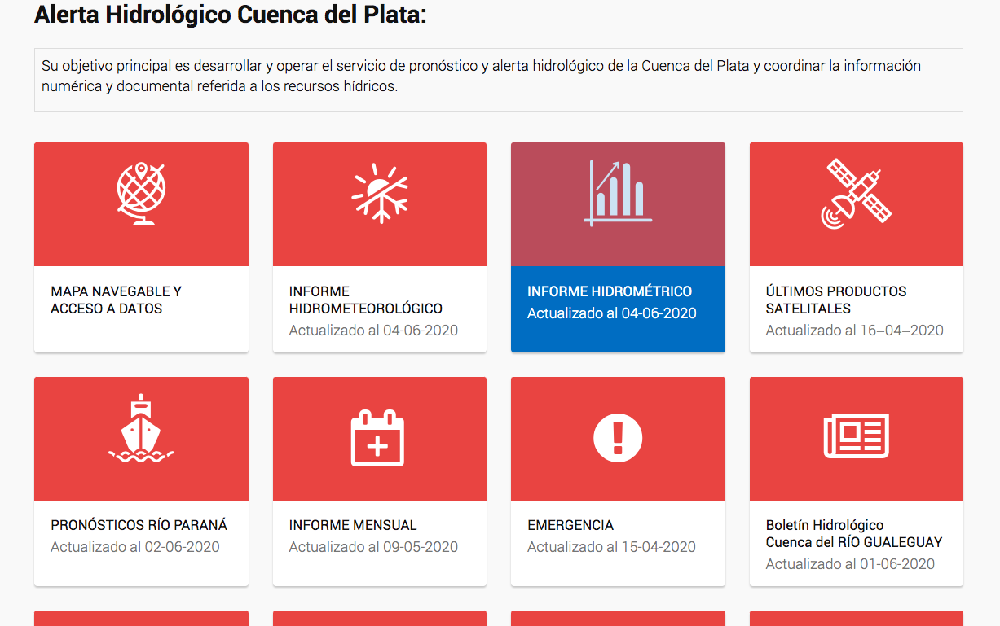 Alerta Hidrológico Cuenca del Plata:
Su objetivo principal es desarrollar y operar el servicio de pronóstico y alerta hidrológico de la Cuenca del Plata y coordinar la información
numérica y documental referida a los recursos hídricos.
MAPA NAVEGABLE Y
ACCESO A DATOS
INFORME
HIDROMETEOROLÓGICO
Actualizado al 04-06-2020
INFORME HIDROMÉTRICO
Actualizado al 04-06-2020
ÚLTIMOS PRODUCTOS
SATELITALES
Actualizado al 16–04–2020
PRONÓSTICOS RÍO PARANÁ
Actualizado al 02-06-2020
INFORME MENSUAL
Actualizado al 09-05-2020
EMERGENCIA
Actualizado al 15-04-2020
Boletín Hidrológico
Cuenca del RÍO GUALEGUAY
Actualizado al 01-06-2020